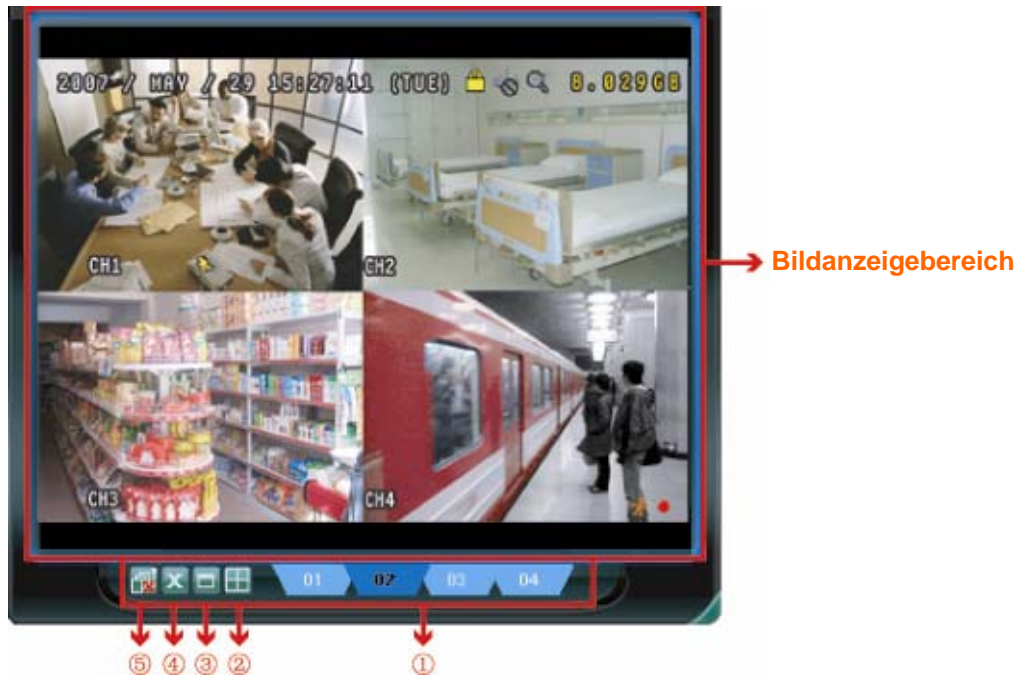 2007 / MAY / 29 15:27:11 (TUE) 8.029GB
CH1
CH2
Bildanzeigebereich
CH3
CH4
01 02 03 04
⑤ ④ ③ ② ①